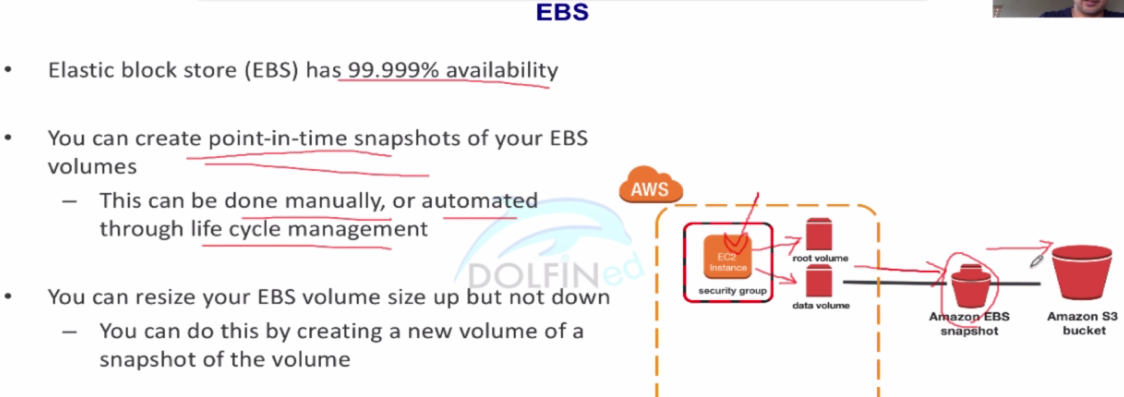 EBS
• Elastic block store (EBS) has 99.999% availability
• You can create point-in-time snapshots of your EBS
volumes
– This can be done manually, or automated
through life cycle management
• You can resize your EBS volume size up but not down
– You can do this by creating a new volume of a
snapshot of the volume
DOLFINed
AWS
EC2
Instance
security group
root volume
data volume
Amazon EBS
snapshot
Amazon S3
bucket